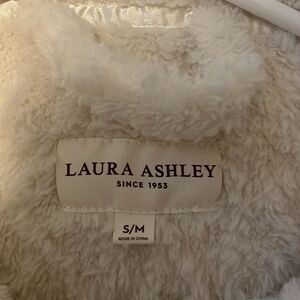 LAURA ASHLEY
SINCE 1953
S/M
MADE IN CHINA